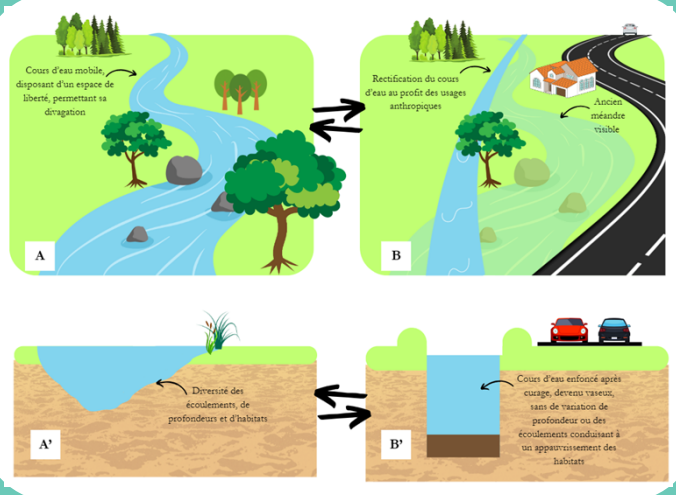 Cours d'eau mobile,
disposant d'un espace de
liberté, permettant sa
divagation
A
Rectification du cours
d'eau au profit des usages
anthropiques
Ancien
méandre
visible
B
Diversité des
écoulements, de
profondeurs et d'habitats
A'
Cours d'eau enfoncé après
curage, devenu vaseux,
sans de variation de
profondeur ou des
écoulements conduisant à
un appauvrissement des
habitats
B'